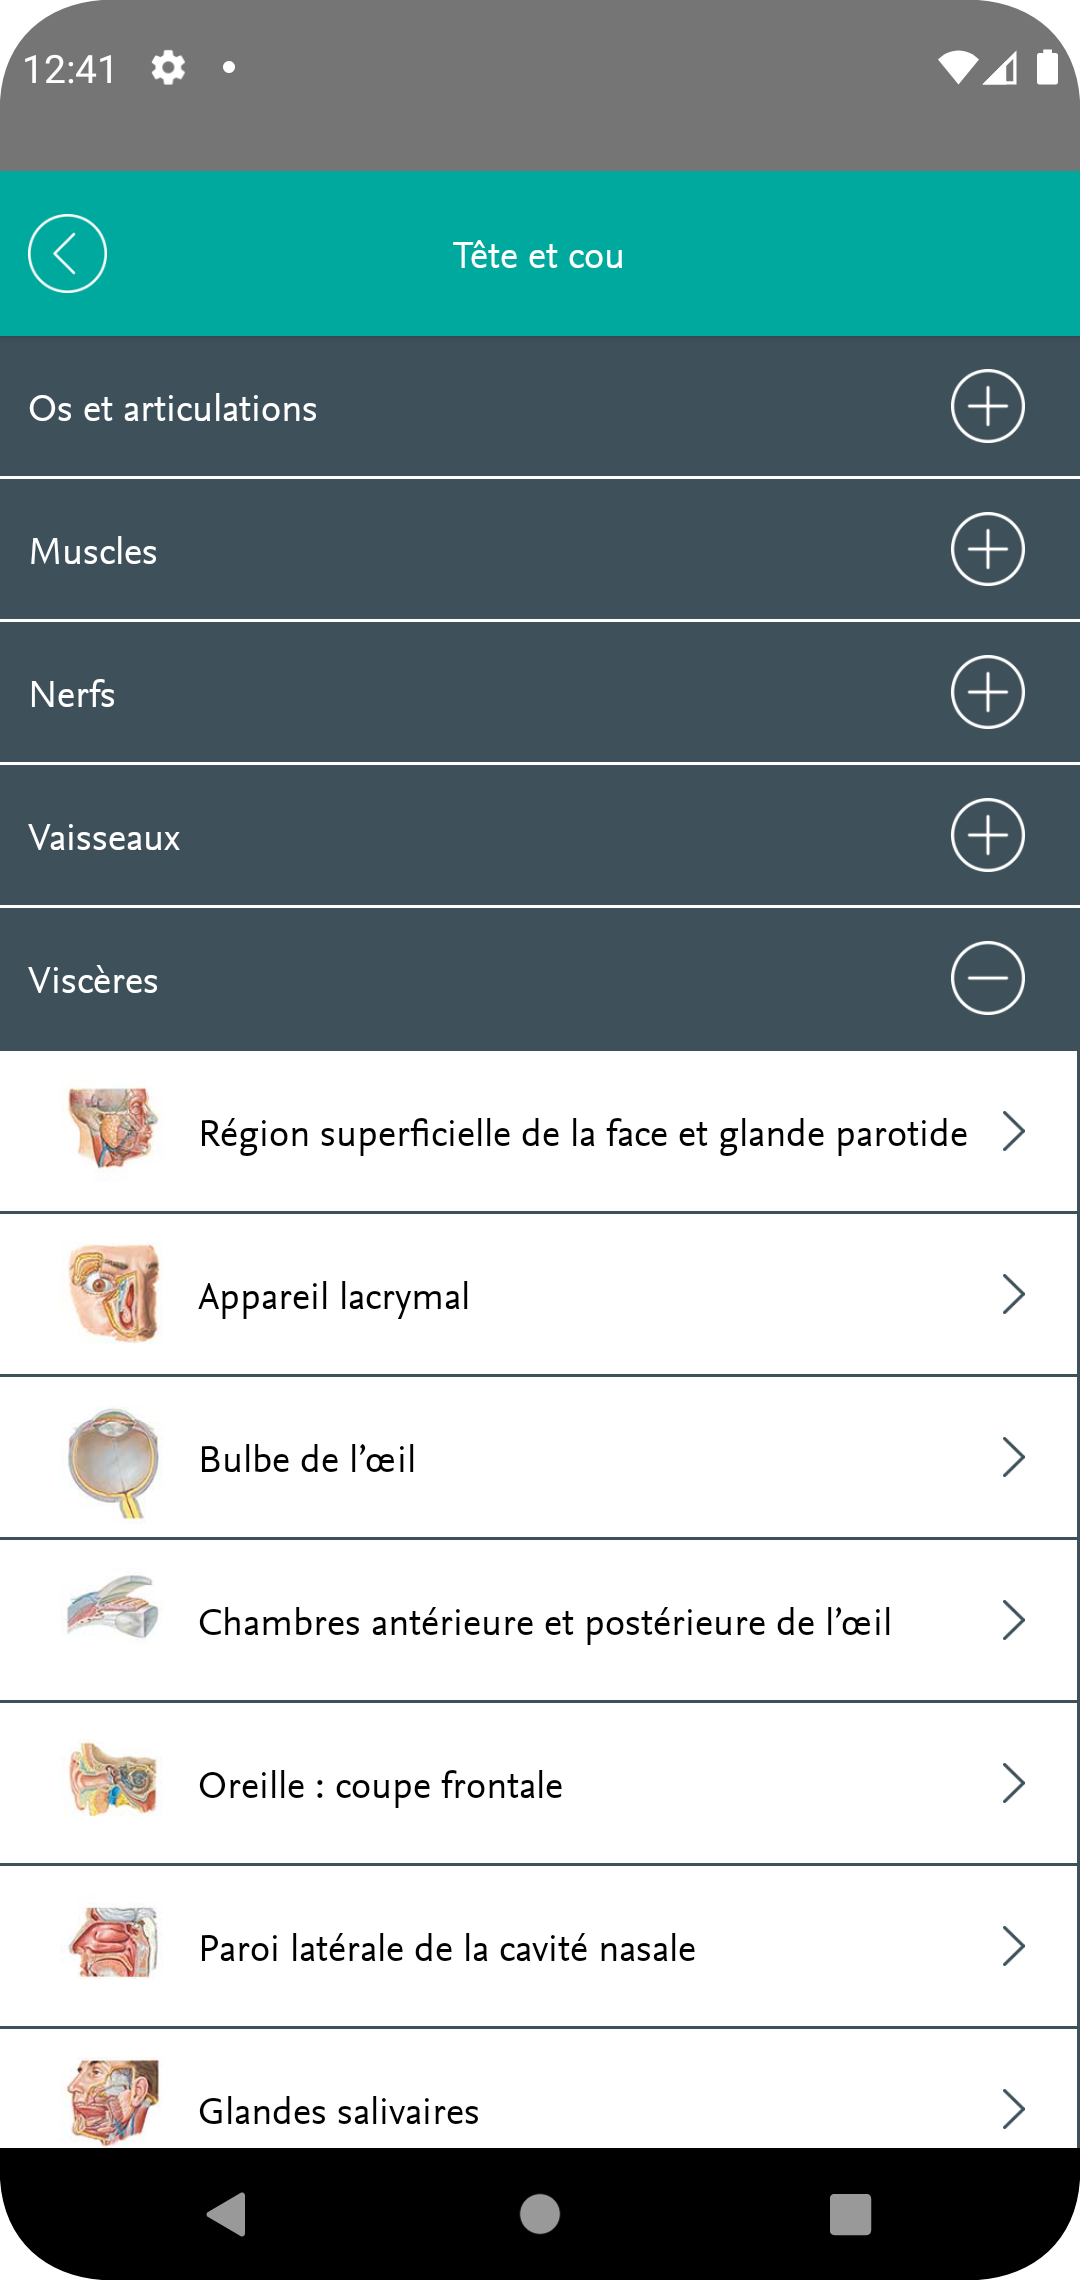 12:41
Tête et cou
Os et articulations
Muscles
Nerfs
Vaisseaux
Viscères
Région superficielle de la face et glande parotide
Appareil lacrymal
Bulbe de l’œil
Chambres antérieure et postérieure de l’œil
Oreille : coupe frontale
Paroi latérale de la cavité nasale
Glandes salivaires